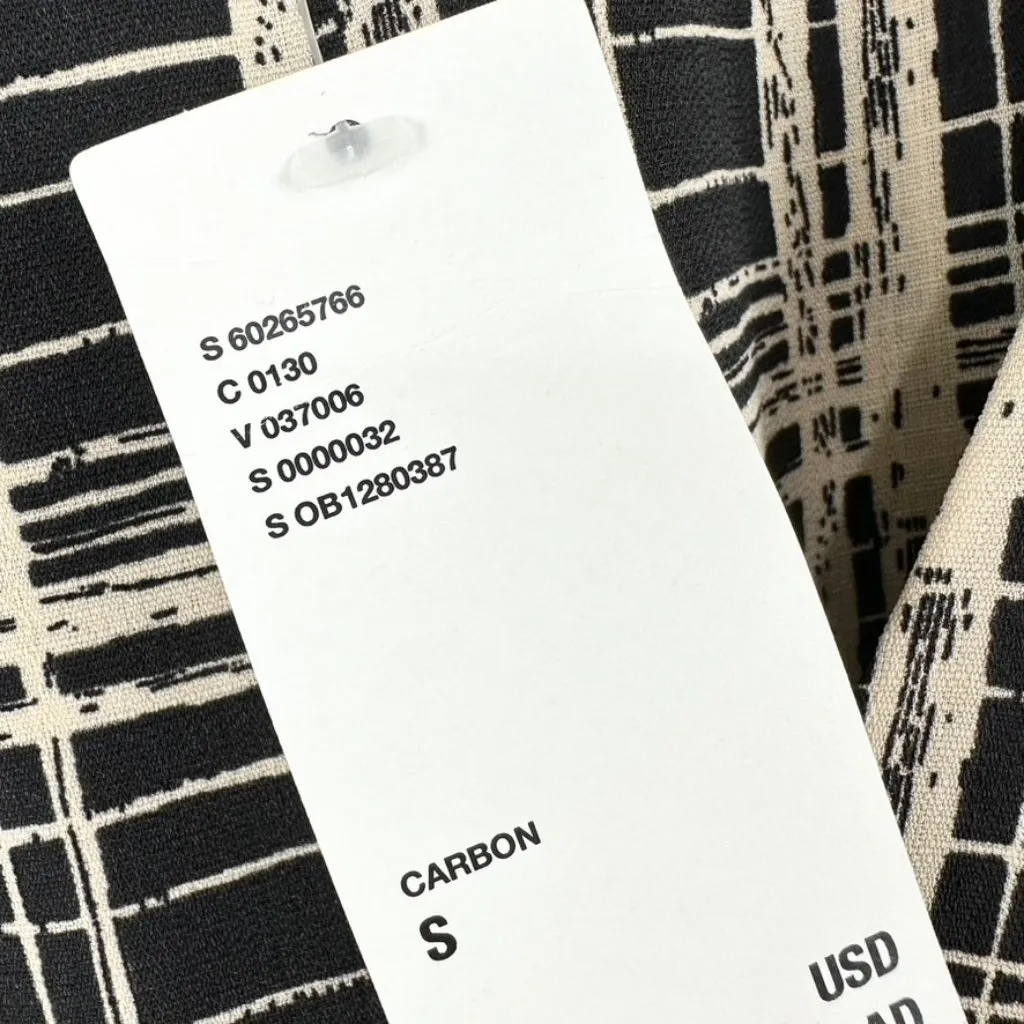 S 60265766
C 0130
V 037006
S 0000032
S OB1280387
CARBON
S
USD